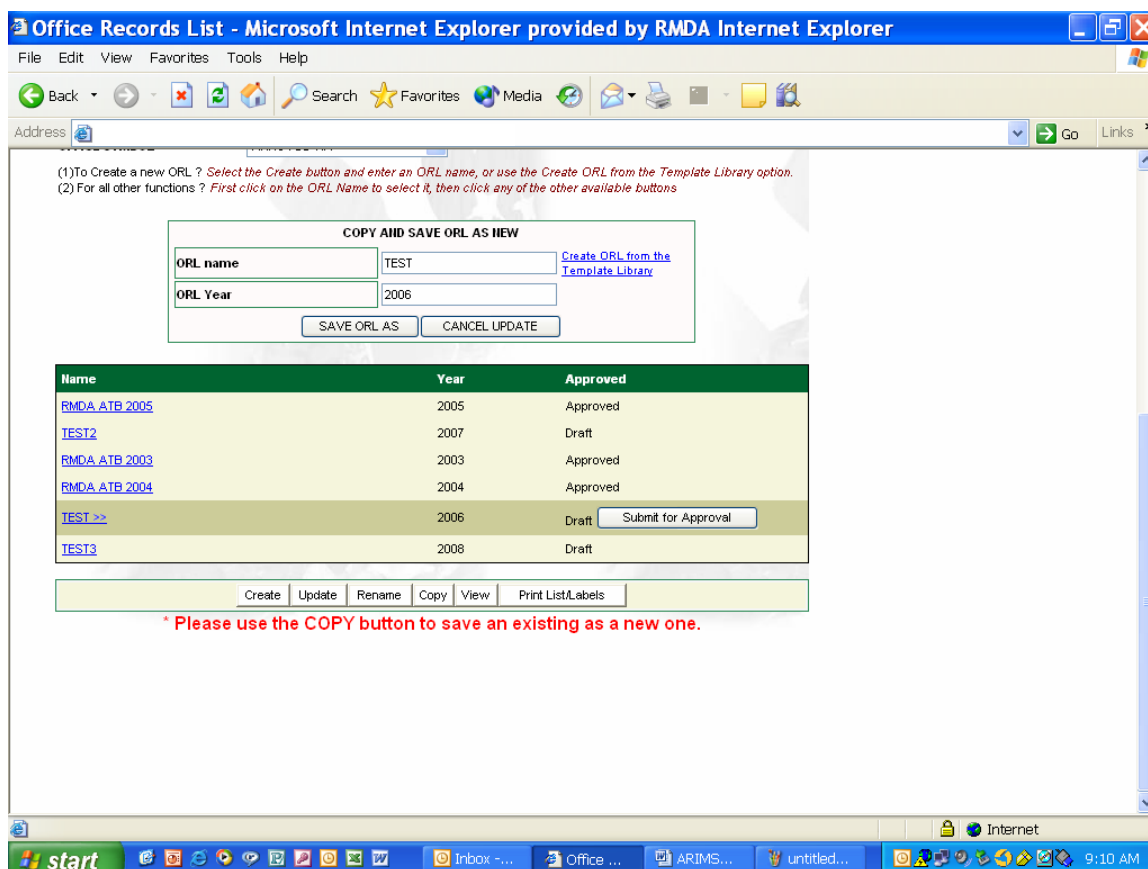 Office Records List - Microsoft Internet Explorer provided by RMDA Internet Explorer
File Edit View Favorites Tools Help
Back Search Favorites Media
Address Go Links
(1)To Create a new ORL ? Select the Create button and enter an ORL name, or use the Create ORL from the Template Library option.
(2) For all other functions ? First click on the ORL Name to select it, then click any of the other available buttons
COPY AND SAVE ORL AS NEW
ORL name TEST Create ORL from the
Template Library
ORL Year 2006
SAVE ORL AS CANCEL UPDATE
Name Year Approved
RMDA ATB 2005 2005 Approved
TEST2 2007 Draft
RMDA ATB 2003 2003 Approved
RMDA ATB 2004 2004 Approved
TEST >> 2006 Draft Submit for Approval
TEST3 2008 Draft
Create Update Rename Copy View Print List/Labels
* Please use the COPY button to save an existing as a new one.
Internet
start Inbox -... Office ... ARIMS... untitled... 9:10 AM